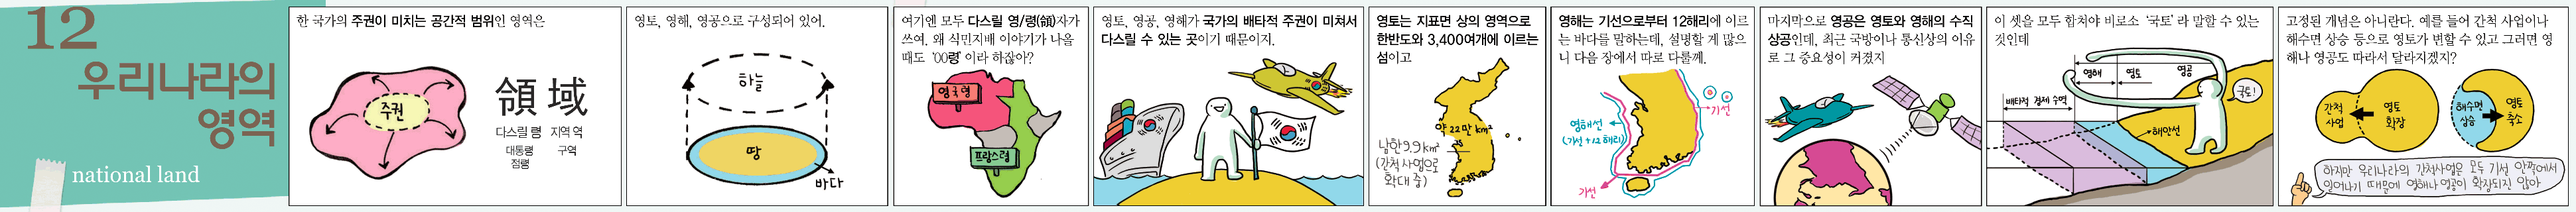 12
우리나라의
영역
national land
한 국가의 주권이 미치는 공간적 범위인 영역은
주권
領 域
다스릴 령 지역 역
대통령 구역
점령
영토, 영해, 영공으로 구성되어 있어.
하늘
땅
바다
여기엔 모두 다스릴 영/령(領)자가
쓰여. 왜 식민지배 이야기가 나올
때도 '00령' 이라 하잖아?
영국령
프랑스령
영토, 영공, 영해가 국가의 배타적 주권이 미쳐서
다스릴 수 있는 곳이기 때문이지.
영토는 지표면 상의 영역으로
한반도와 3,400여개에 이르는
섬이고
약 22만 km²
남한 9.9km²
(간척 사업으로
확대 중)
영해는 기선으로부터 12해리에 이르
는 바다를 말하는데, 설명할 게 많으
니 다음 장에서 따로 다룰께.
기선
영해선
(기선 +12해리)
기선
마지막으로 영공은 영토와 영해의 수직
상공인데, 최근 국방이나 통신상의 이유
로 그 중요성이 커졌지
이 셋을 모두 합쳐야 비로소 '국토' 라 말할 수 있는
것인데
영해 영토 영공
국토!
배타적 경제 수역
해안선
고정된 개념은 아니란다. 예를 들어 간척 사업이나
해수면 상승 등으로 영토가 변할 수 있고 그러면 영
해나 영공도 따라서 달라지겠지?
간척
사업
영토
확장
해수면
상승
영토
축소
하지만 우리나라의 간척사업은 모두 기선 안쪽에서
일어나기 때문에 영해나 영공이 확장되진 않아